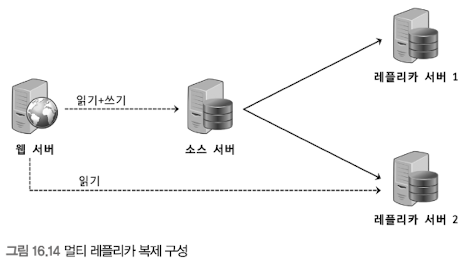 레플리카 서버 1
읽기+쓰기
웹 서버
소스 서버
읽기
레플리카 서버 2
그림 16.14 멀티 레플리카 복제 구성